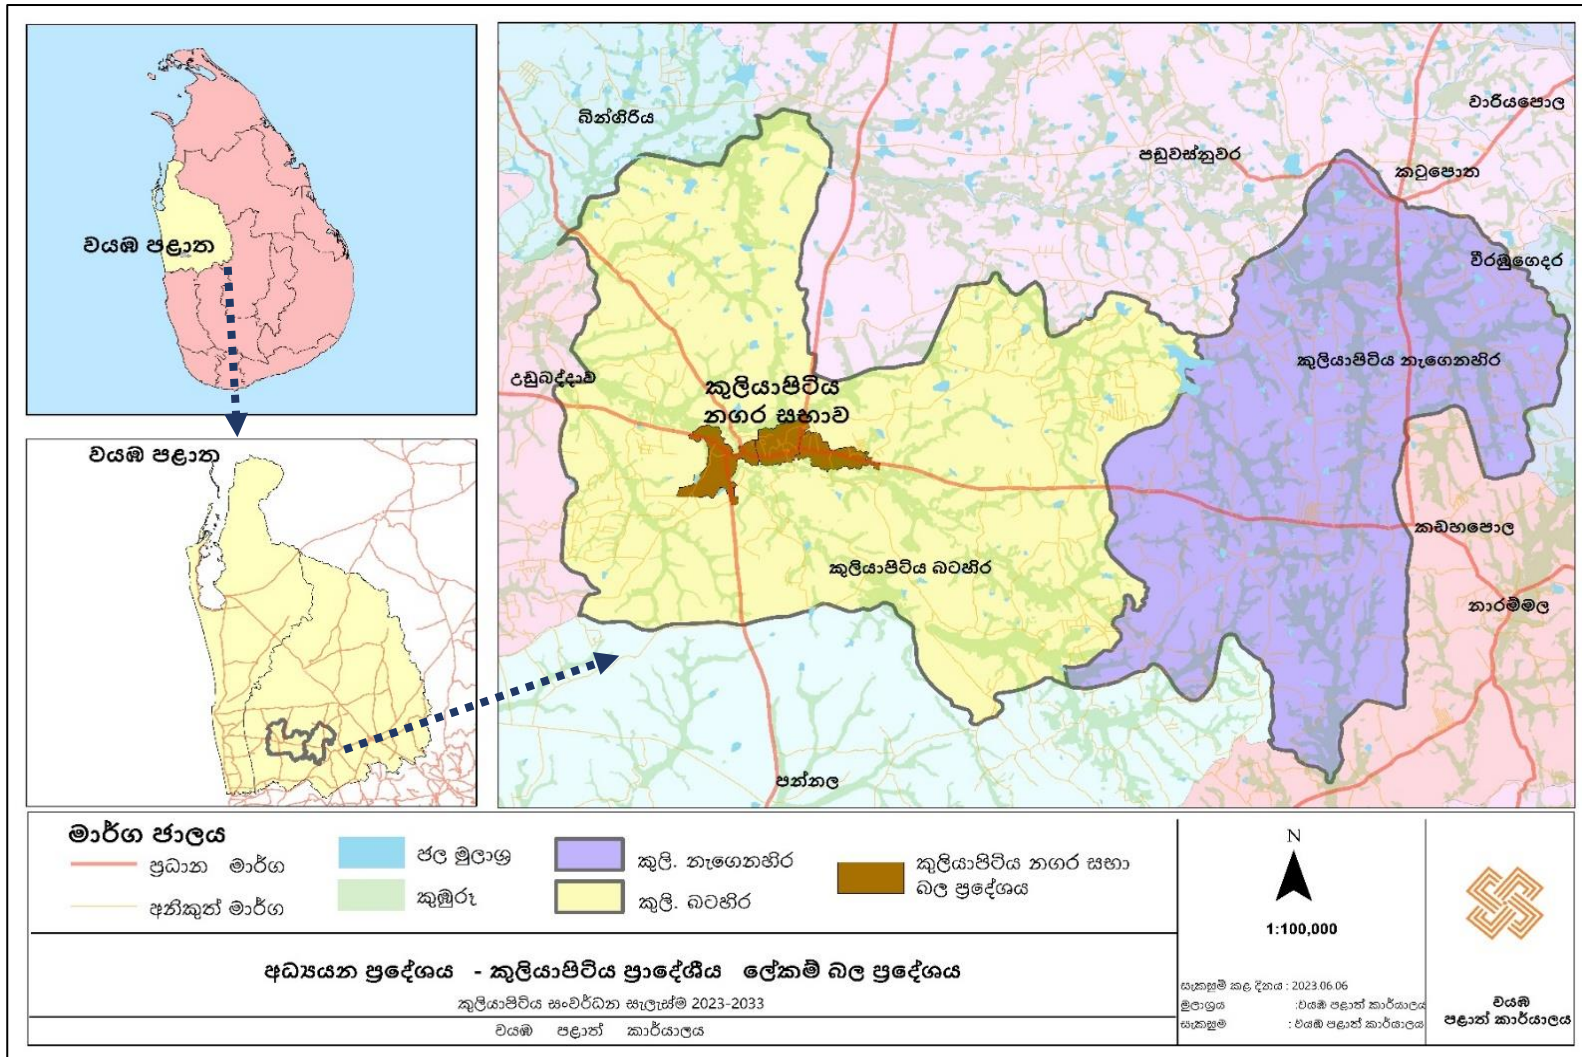 වයඹ පළාත
වයඹ පළාත
බින්ගිරිය
වාරියපොල
පඩුවස්නුවර
කටුපොත
වීරඹුගෙදර
කුලියාපිටිය නැගෙනහිර
උඩුබද්දාව
කුලියාපිටිය
නගර සභාව
කඩහපොල
කුලියාපිටිය බටහිර
නාරම්මල
පන්නල
මාර්ග ජාලය
ප්‍රධාන මාර්ග
අනිකුත් මාර්ග
ජල මුලාශ්‍ර
කුඹුරු
කුලි. නැගෙනහිර
කුලි. බටහිර
කුලියාපිටිය නගර සභා
බල ප්‍රදේශය
N
1:100,000
අධ්‍යයන ප්‍රදේශය - කුලියාපිටිය ප්‍රාදේශීය ලේකම් බල ප්‍රදේශය
කුලියාපිටිය සංවර්ධන සැලැස්ම 2023-2033
වයඹ පළාත් කාර්යාලය
සැකසුම් කළ දිනය : 2023.06.06
මුලාශ්‍රය : වයඹ පළාත් කාර්යාලය
සැකසුම : වයඹ පළාත් කාර්යාලය
වයඹ
පළාත් කාර්යාලය